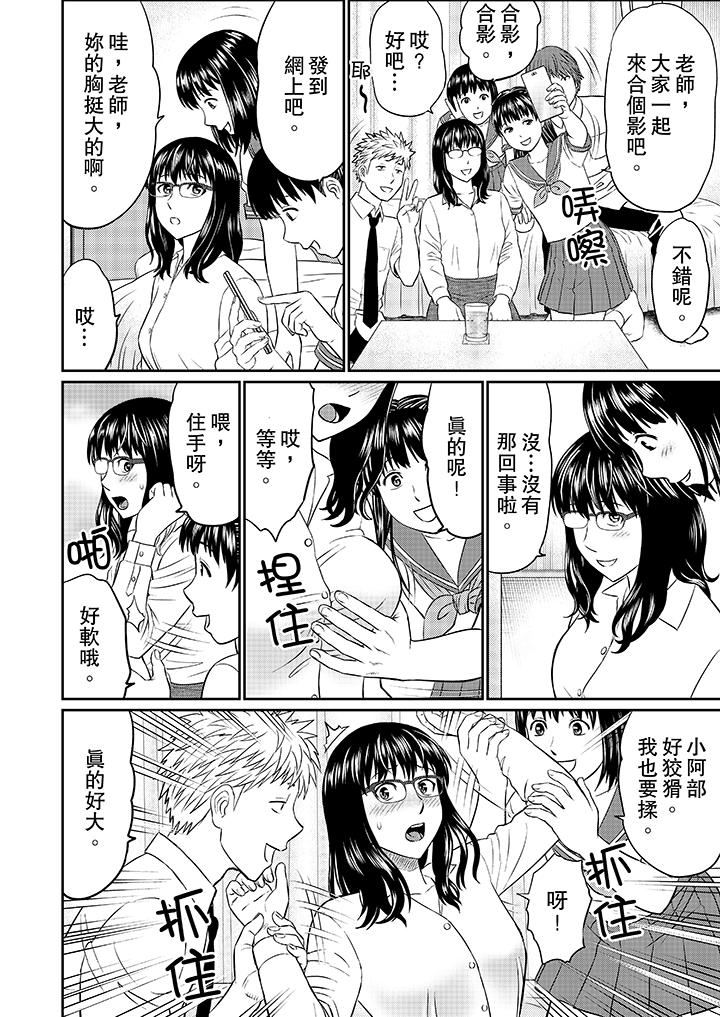 老師，
大家一起
來合個影吧。
合影，
合影。
哎？
好吧…
耶～
弄嚓
不錯呢。
發到
網上吧。
哇，老師，
妳的胸挺大的啊。
哎…
沒…沒有
那回事啦。
眞的呢！
哎，
等等。
捏住
喂，
住手呀。
啪
好軟哦。
小阿部
好狡猾。
我也要揉。
呀！
抓住
眞的好大。
抓住